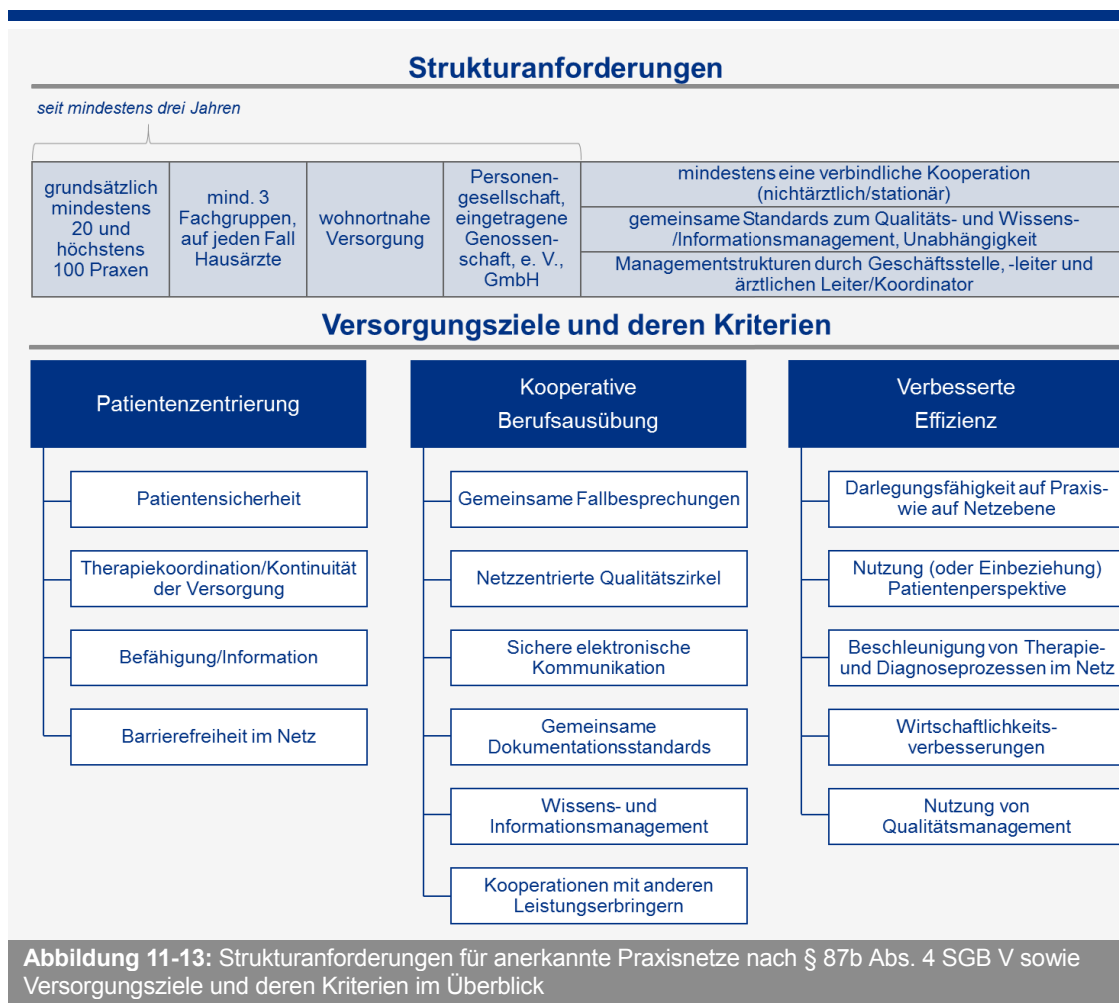 Strukturanforderungen
seit mindestens drei Jahren
grundsätzlich
mindestens
20 und
höchstens
100 Praxen
mind. 3
Fachgruppen,
auf jeden Fall
Hausärzte
wohnortnahe
Versorgung
Personen-
gesellschaft,
eingetragene
Genossen-
schaft, e. V.,
GmbH
mindestens eine verbindliche Kooperation
(nichtärztlich/stationär)
gemeinsame Standards zum Qualitäts- und Wissens-
/Informationsmanagement, Unabhängigkeit
Managementstrukturen durch Geschäftsstelle, -leiter und
ärztlichen Leiter/Koordinator
Versorgungsziele und deren Kriterien
Patientenzentrierung
Patientensicherheit
Therapiekoordination/Kontinuität
der Versorgung
Befähigung/Information
Barrierefreiheit im Netz
Kooperative
Berufsausübung
Gemeinsame Fallbesprechungen
Netzzentrierte Qualitätszirkel
Sichere elektronische
Kommunikation
Gemeinsame
Dokumentationsstandards
Wissens- und
Informationsmanagement
Kooperationen mit anderen
Leistungserbringern
Verbesserte
Effizienz
Darlegungsfähigkeit auf Praxis-
wie auf Netzebene
Nutzung (oder Einbeziehung)
Patientenperspektive
Beschleunigung von Therapie-
und Diagnoseprozessen im Netz
Wirtschaftlichkeits-
verbesserungen
Nutzung von
Qualitätsmanagement
Abbildung 11-13: Strukturanforderungen für anerkannte Praxisnetze nach § 87b Abs. 4 SGB V sowie
Versorgungsziele und deren Kriterien im Überblick